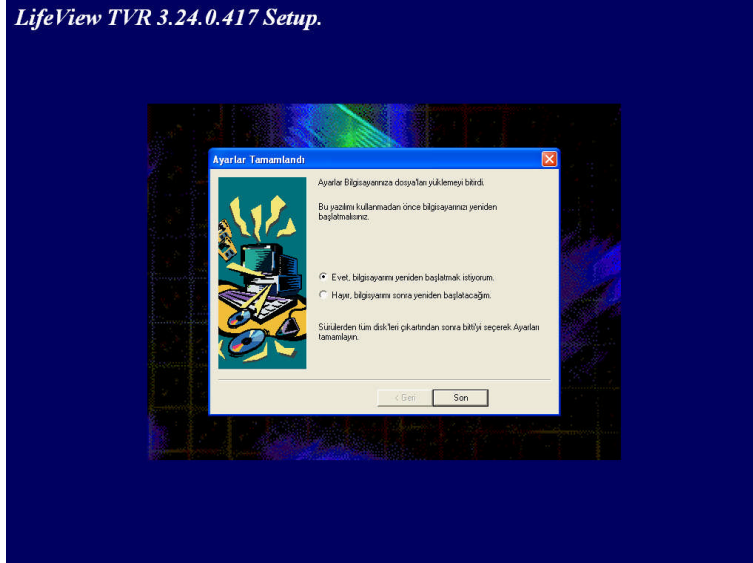 LifeView TVR 3.24.0.417 Setup.
Ayarlar Tamamlandı
Ayarlar Bilgisayarınıza dosya'ları yüklemeyi bitirdi.
Bu yazılımı kullanmadan önce bilgisayarınızı yeniden
başlatmalısınız.
Evet, bilgisayarımı yeniden başlatmak istiyorum.
Hayır, bilgisyarımı sonra yeniden başlatacağım.
Sürülerden tüm disk'leri çıkartından sonra bitti'yi seçerek Ayarları
tamamlayın.
< Geri
Son